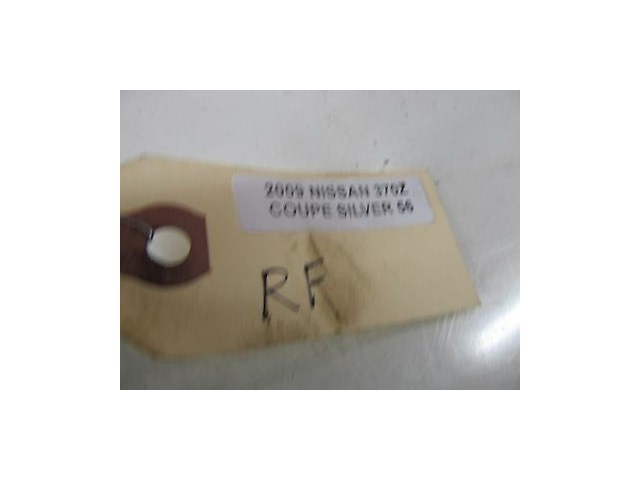 2009 NISSAN 370Z
COUPE SILVER 56
RF